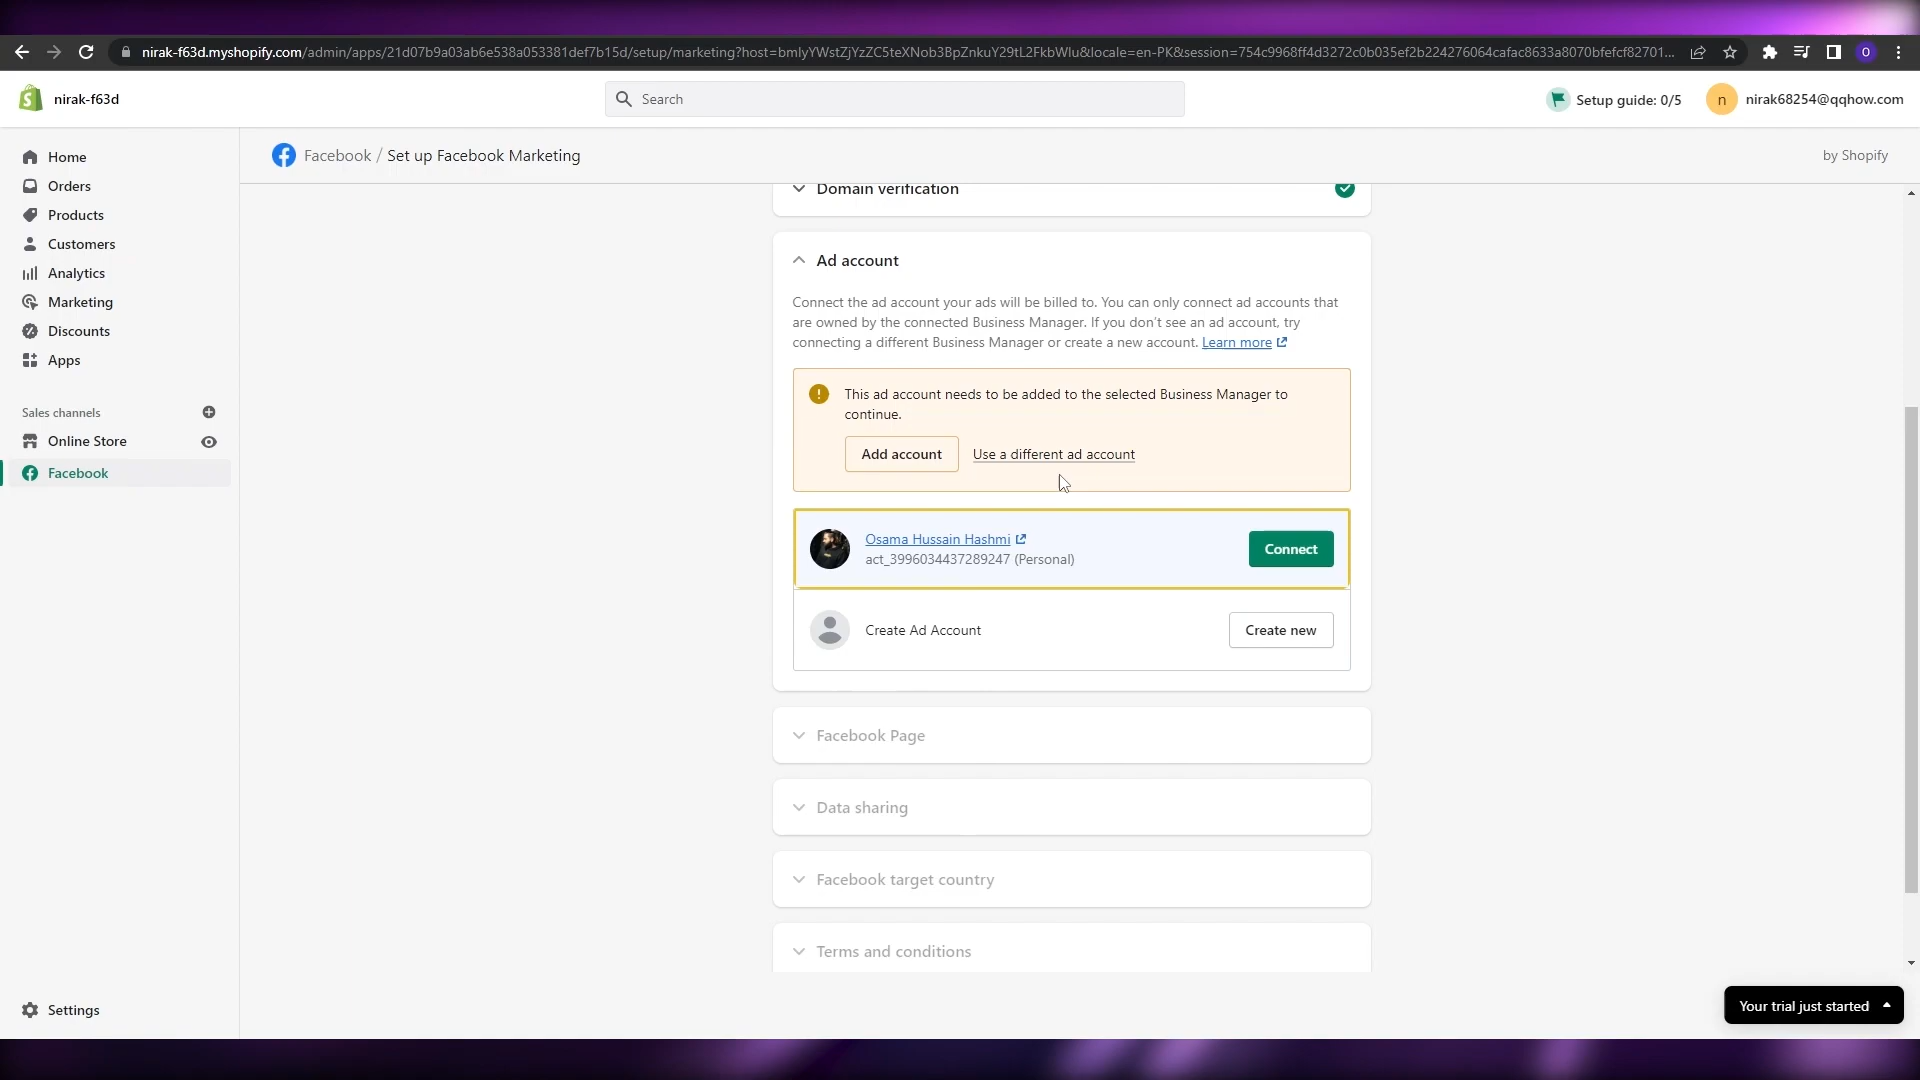 nirak-f63d.myshopify.com/admin/apps/21d07b9a03ab6e538a053381def7b15d/setup/marketing?host=bmlyYWstZjYzZC5teXNob3BpZnkuY29tL2FkbWlu&locale=en-PK&session=754c9968ff4d3272c0b035ef2b224276064cafac8633a8070bfefcf82701...
O
nirak-f63d
Search
Setup guide: 0/5
n
nirak68254@qqhow.com
Home
Orders
Products
Customers
Analytics
Marketing
Discounts
Apps
Sales channels
Online Store
Facebook
Settings
Facebook / Set up Facebook Marketing
by Shopify
Domain verification
Ad account
Connect the ad account your ads will be billed to. You can only connect ad accounts that
are owned by the connected Business Manager. If you don't see an ad account, try
connecting a different Business Manager or create a new account. Learn more
This ad account needs to be added to the selected Business Manager to
continue.
Add account
Use a different ad account
Osama Hussain Hashmi
act_3996034437289247 (Personal)
Connect
Create Ad Account
Create new
Facebook Page
Data sharing
Facebook target country
Terms and conditions
Your trial just started